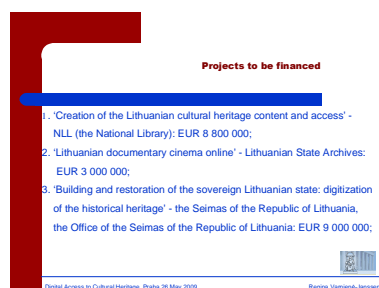 Projects to be financed
1. ‘Creation of the Lithuanian cultural heritage content and access’ -
NLL (the National Library): EUR 8 800 000;
2. ‘Lithuanian documentary cinema online’ - Lithuanian State Archives:
EUR 3 000 000;
3. ‘Building and restoration of the sovereign Lithuanian state: digitization
of the historical heritage’ - the Seimas of the Republic of Lithuania,
the Office of the Seimas of the Republic of Lithuania: EUR 9 000 000;
Digital Access to Cultural Heritage, Praha 26 May 2009
Regina Varnienė-Janssen